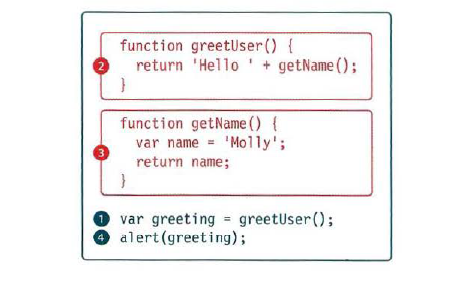 function greetUser() {
2 return 'Hello ' + getName();
}
function getName() {
var name = 'Molly';
3 return name;
}
1 var greeting = greetUser();
4 alert(greeting);